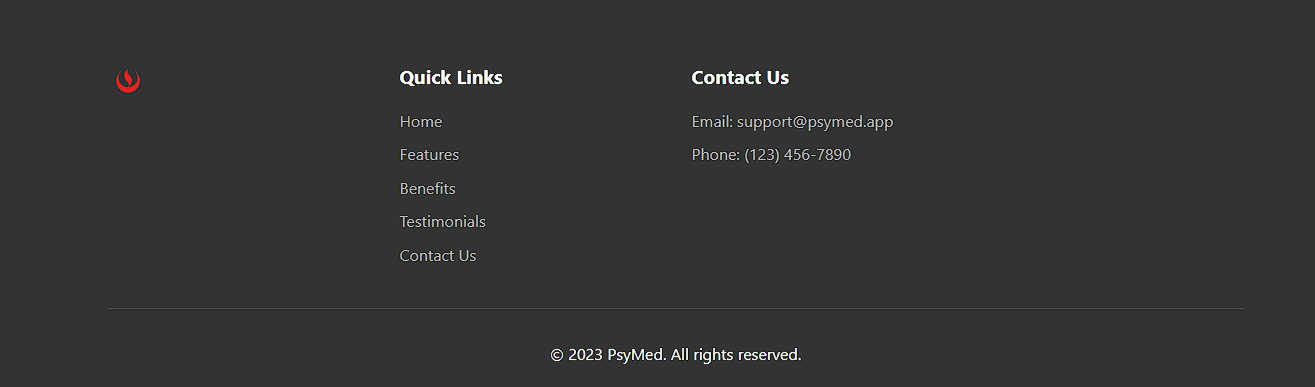 Quick Links
Home
Features
Benefits
Testimonials
Contact Us
Contact Us
Email: support@psymed.app
Phone: (123) 456-7890
© 2023 PsyMed. All rights reserved.